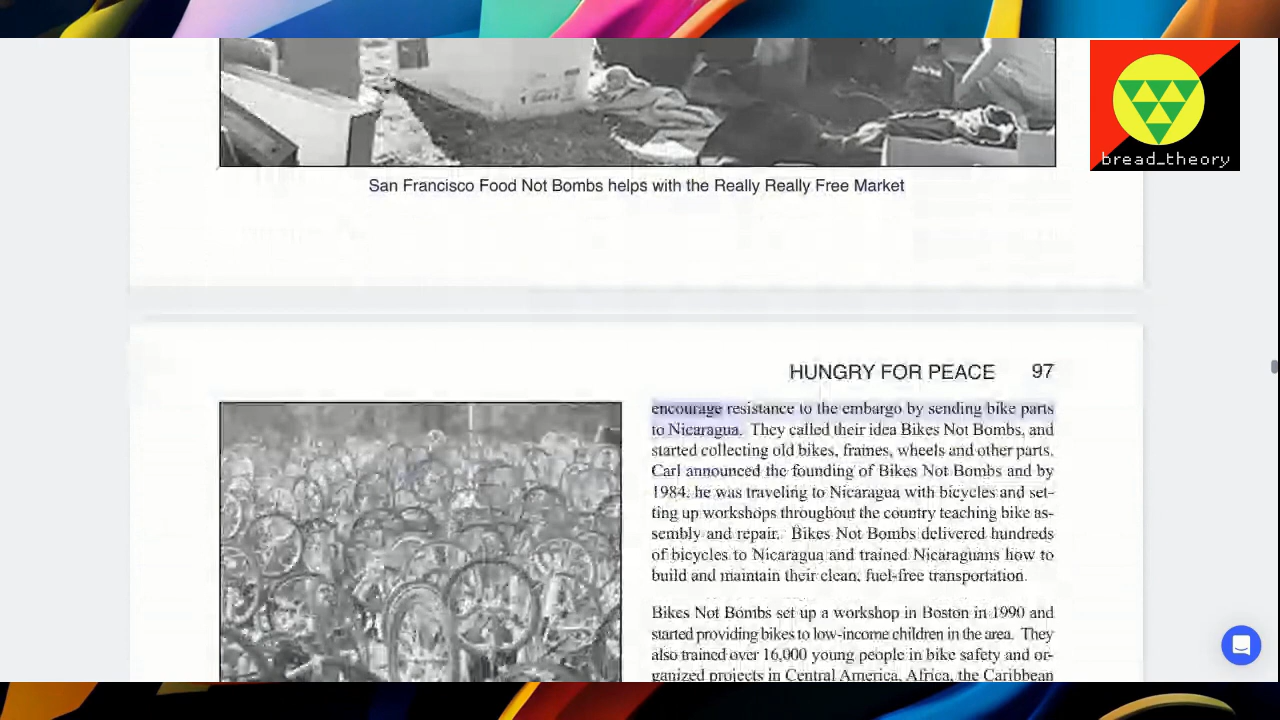 bread_theory
San Francisco Food Not Bombs helps with the Really Really Free Market
HUNGRY FOR PEACE 97
encourage resistance to the embargo by sending bike parts
to Nicaragua. They called their idea Bikes Not Bombs, and
started collecting old bikes, frames, wheels and other parts.
Carl announced the founding of Bikes Not Bombs and by
1984, he was traveling to Nicaragua with bicycles and set-
ting up workshops throughout the country teaching bike as-
sembly and repair. Bikes Not Bombs delivered hundreds
of bicycles to Nicaragua and trained Nicaraguans how to
build and maintain their clean, fuel-free transportation.
Bikes Not Bombs set up a workshop in Boston in 1990 and
started providing bikes to low-income children in the area. They
also trained over 16,000 young people in bike safety and or-
ganized projects in Central America, Africa, the Caribbean